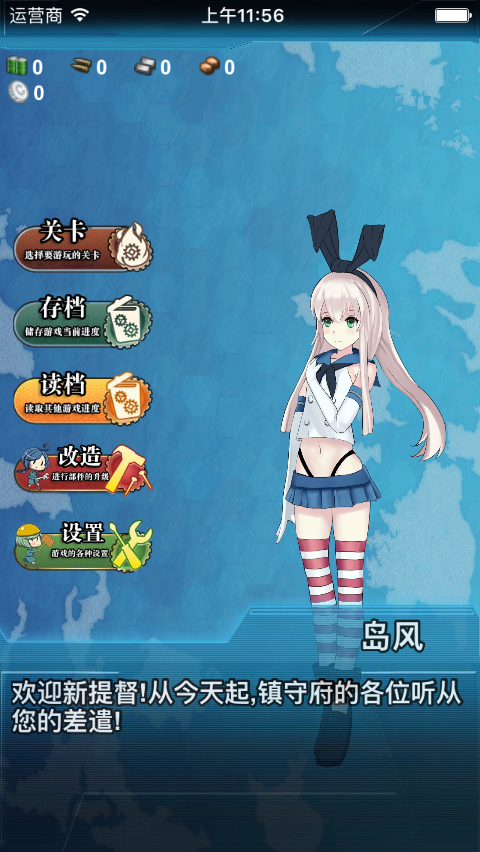 运营商 上午11:56
0 0 0 0
0
关卡
选择要游玩的关卡
存档
储存游戏当前进度
读档
读取其他游戏进度
改造
进行部件的升级
设置
游戏的各种设置
岛风
欢迎新提督!从今天起,镇守府的各位听从
您的差遣!